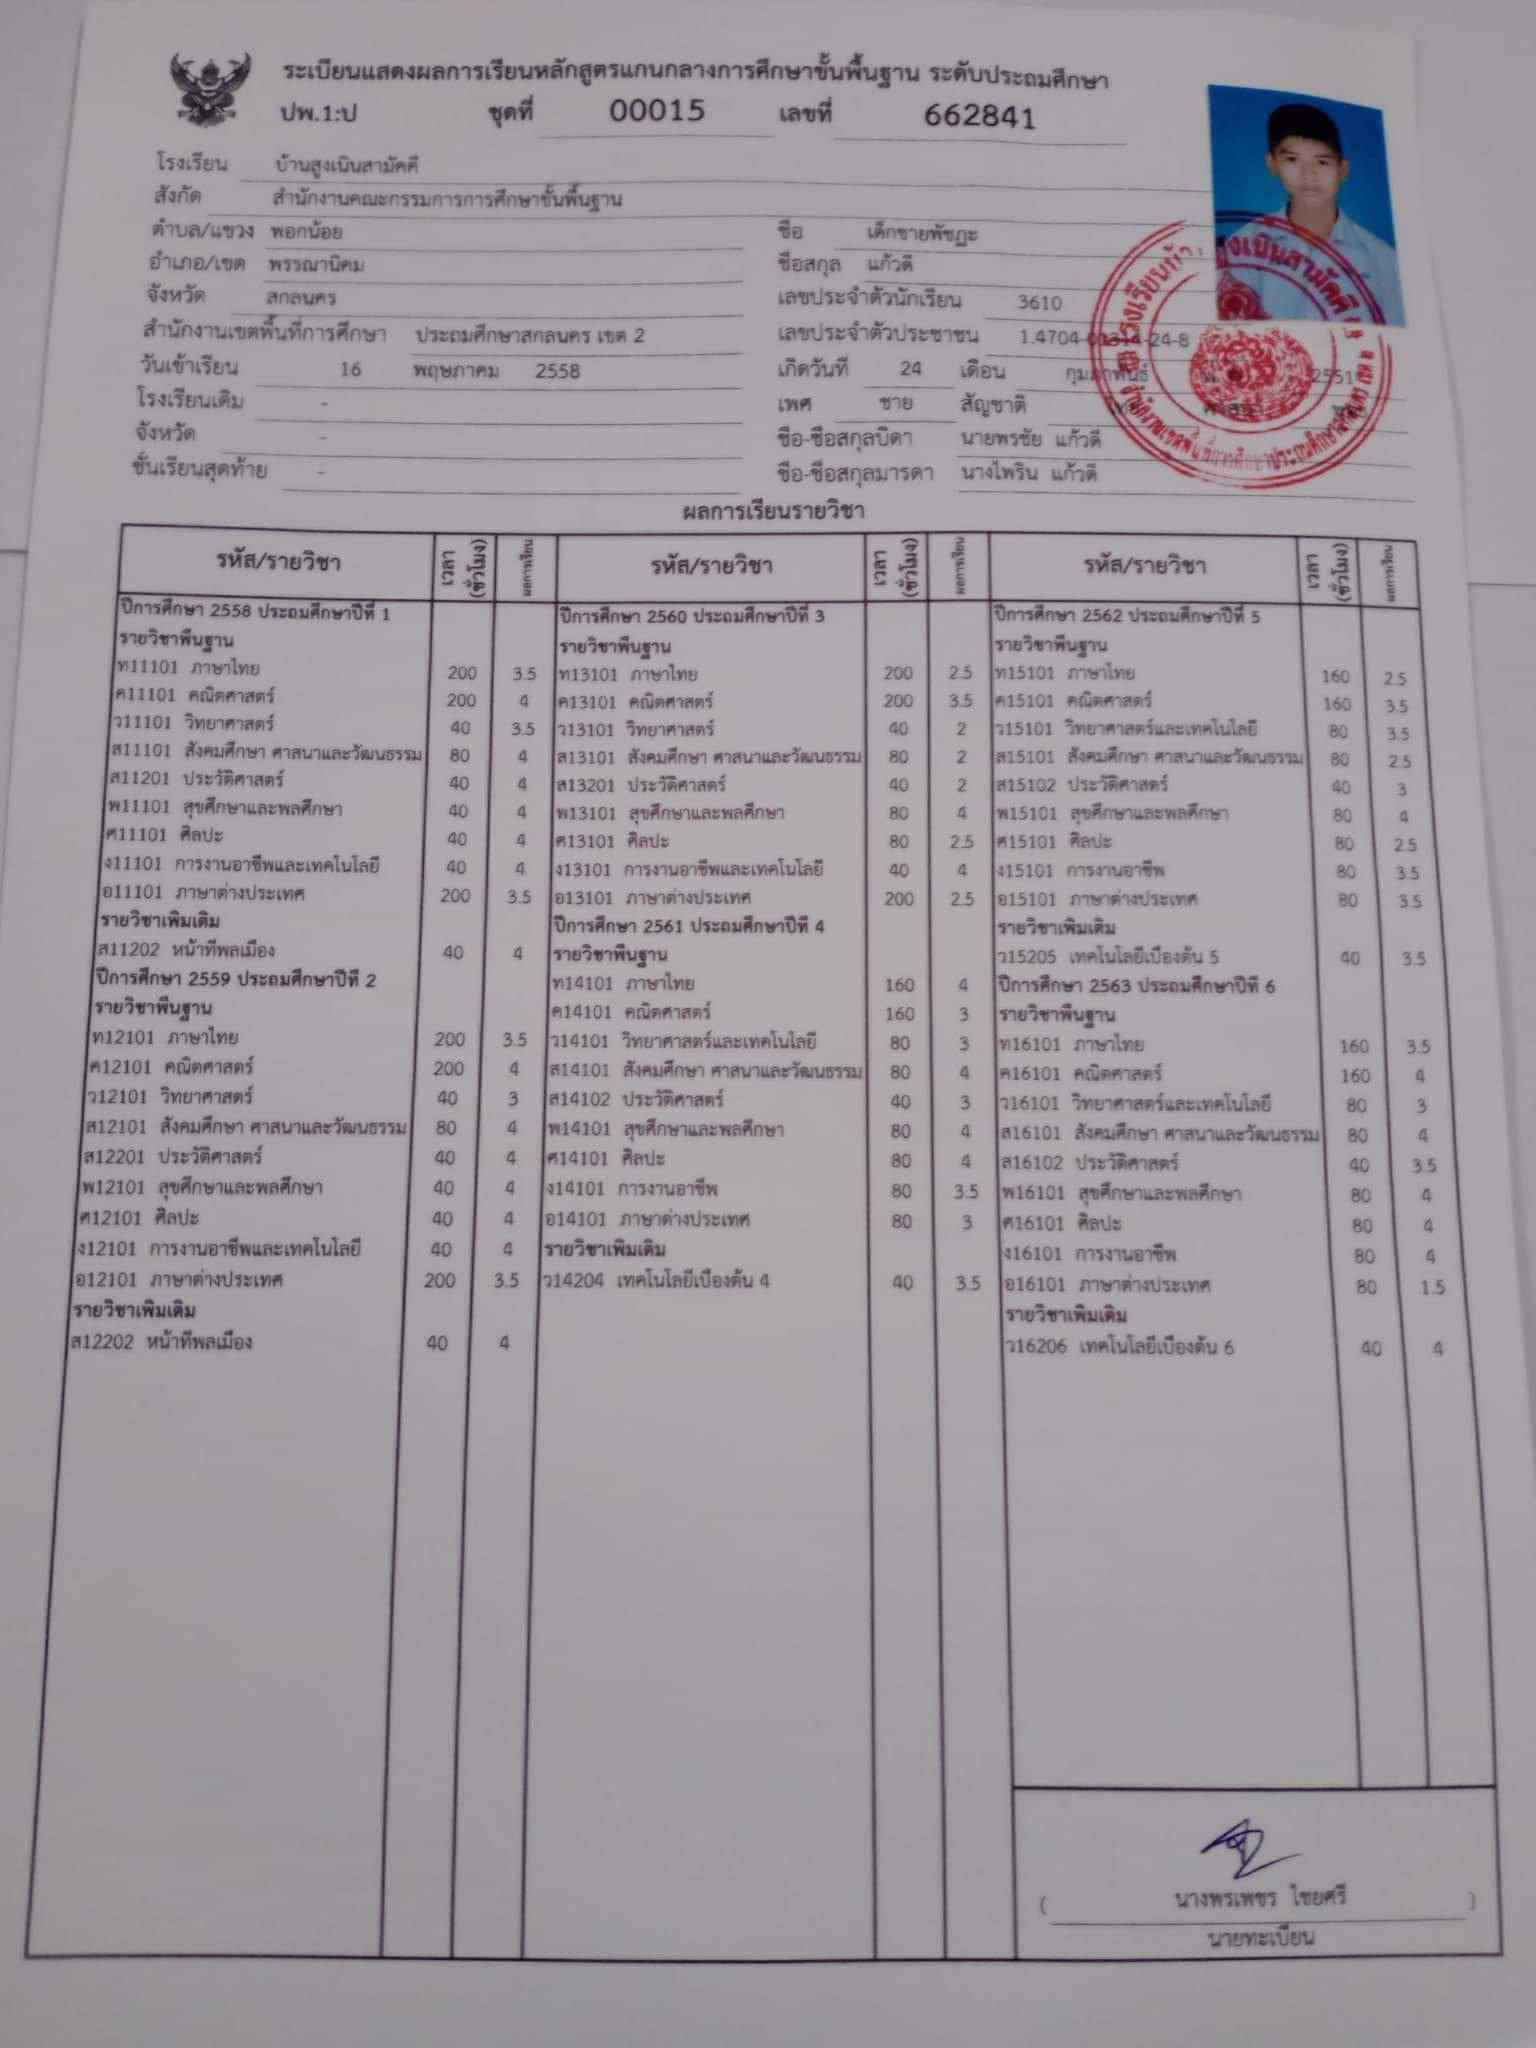 ระเบียนแสดงผลการเรียนหลักสูตรแกนกลางการศึกษาขั้นพื้นฐาน ระดับประถมศึกษา
ปพ.1:ป ชุดที่ 00015 เลขที่ 662841
โรงเรียน บ้านสูงเนินสามัคคี
สังกัด สำนักงานคณะกรรมการการศึกษาขั้นพื้นฐาน
ตำบล/แขวง พอกน้อย
อำเภอ/เขต พรรณานิคม
จังหวัด สกลนคร
สำนักงานเขตพื้นที่การศึกษา ประถมศึกษาสกลนคร เขต 2
วันเข้าเรียน 16 พฤษภาคม 2558
โรงเรียนเดิม -
จังหวัด -
ชั้นเรียนสุดท้าย -
ชื่อ เด็กชายพัชฏะ
ชื่อสกุล แก้วดี
เลขประจำตัวนักเรียน 3610
เลขประจำตัวประชาชน 1-4704-
เกิดวันที่ 24 เดือน กุมภาพันธ์ 2551
เพศ ชาย สัญชาติ ไทย
ชื่อ-ชื่อสกุลบิดา นายพรชัย แก้วดี
ชื่อ-ชื่อสกุลมารดา นางไพริน แก้วดี
ผลการเรียนรายวิชา
รหัส/รายวิชา เวลา (ชั่วโมง) ผลการเรียน
ปีการศึกษา 2558 ประถมศึกษาปีที่ 1
รายวิชาพื้นฐาน
ท11101 ภาษาไทย 200 3.5
ค11101 คณิตศาสตร์ 200 4
ว11101 วิทยาศาสตร์ 40 3.5
ส11101 สังคมศึกษา ศาสนาและวัฒนธรรม 80 4
ส11201 ประวัติศาสตร์ 40 4
พ11101 สุขศึกษาและพลศึกษา 40 4
ศ11101 ศิลปะ 40 4
ง11101 การงานอาชีพและเทคโนโลยี 40 4
อ11101 ภาษาต่างประเทศ 200 3.5
รายวิชาเพิ่มเติม
ส11202 หน้าที่พลเมือง 40 4
ปีการศึกษา 2559 ประถมศึกษาปีที่ 2
รายวิชาพื้นฐาน
ท12101 ภาษาไทย 200 3.5
ค12101 คณิตศาสตร์ 200 4
ว12101 วิทยาศาสตร์ 40 3
ส12101 สังคมศึกษา ศาสนาและวัฒนธรรม 80 4
ส12201 ประวัติศาสตร์ 40 4
พ12101 สุขศึกษาและพลศึกษา 40 4
ศ12101 ศิลปะ 40 4
ง12101 การงานอาชีพและเทคโนโลยี 40 4
อ12101 ภาษาต่างประเทศ 200 3.5
รายวิชาเพิ่มเติม
ส12202 หน้าที่พลเมือง 40 4
รหัส/รายวิชา เวลา (ชั่วโมง) ผลการเรียน
ปีการศึกษา 2560 ประถมศึกษาปีที่ 3
รายวิชาพื้นฐาน
ท13101 ภาษาไทย 200 2.5
ค13101 คณิตศาสตร์ 200 3.5
ว13101 วิทยาศาสตร์ 40 2
ส13101 สังคมศึกษา ศาสนาและวัฒนธรรม 80 2
ส13201 ประวัติศาสตร์ 40 2
พ13101 สุขศึกษาและพลศึกษา 80 4
ศ13101 ศิลปะ 80 2.5
ง13101 การงานอาชีพและเทคโนโลยี 40 4
อ13101 ภาษาต่างประเทศ 200 2.5
ปีการศึกษา 2561 ประถมศึกษาปีที่ 4
รายวิชาพื้นฐาน
ท14101 ภาษาไทย 160 4
ค14101 คณิตศาสตร์ 160 3
ว14101 วิทยาศาสตร์และเทคโนโลยี 80 3
ส14101 สังคมศึกษา ศาสนาและวัฒนธรรม 80 4
ส14102 ประวัติศาสตร์ 40 3
พ14101 สุขศึกษาและพลศึกษา 80 4
ศ14101 ศิลปะ 80 4
ง14101 การงานอาชีพ 80 3.5
อ14101 ภาษาต่างประเทศ 80 3
รายวิชาเพิ่มเติม
ว14204 เทคโนโลยีเบื้องต้น 4 40 3.5
รหัส/รายวิชา เวลา (ชั่วโมง) ผลการเรียน
ปีการศึกษา 2562 ประถมศึกษาปีที่ 5
รายวิชาพื้นฐาน
ท15101 ภาษาไทย 160 2.5
ค15101 คณิตศาสตร์ 160 3.5
ว15101 วิทยาศาสตร์และเทคโนโลยี 80 3.5
ส15101 สังคมศึกษา ศาสนาและวัฒนธรรม 80 2.5
ส15102 ประวัติศาสตร์ 40 3
พ15101 สุขศึกษาและพลศึกษา 80 4
ศ15101 ศิลปะ 80 2.5
ง15101 การงานอาชีพ 80 3.5
อ15101 ภาษาต่างประเทศ 80 3.5
รายวิชาเพิ่มเติม
ว15205 เทคโนโลยีเบื้องต้น 5 40 3.5
ปีการศึกษา 2563 ประถมศึกษาปีที่ 6
รายวิชาพื้นฐาน
ท16101 ภาษาไทย 160 3.5
ค16101 คณิตศาสตร์ 160 4
ว16101 วิทยาศาสตร์และเทคโนโลยี 80 3
ส16101 สังคมศึกษา ศาสนาและวัฒนธรรม 80 4
ส16102 ประวัติศาสตร์ 40 3.5
พ16101 สุขศึกษาและพลศึกษา 80 4
ศ16101 ศิลปะ 80 4
ง16101 การงานอาชีพ 80 4
อ16101 ภาษาต่างประเทศ 80 1.5
รายวิชาเพิ่มเติม
ว16206 เทคโนโลยีเบื้องต้น 6 40 4
( นางพรเพชร ไชยศรี )
นายทะเบียน